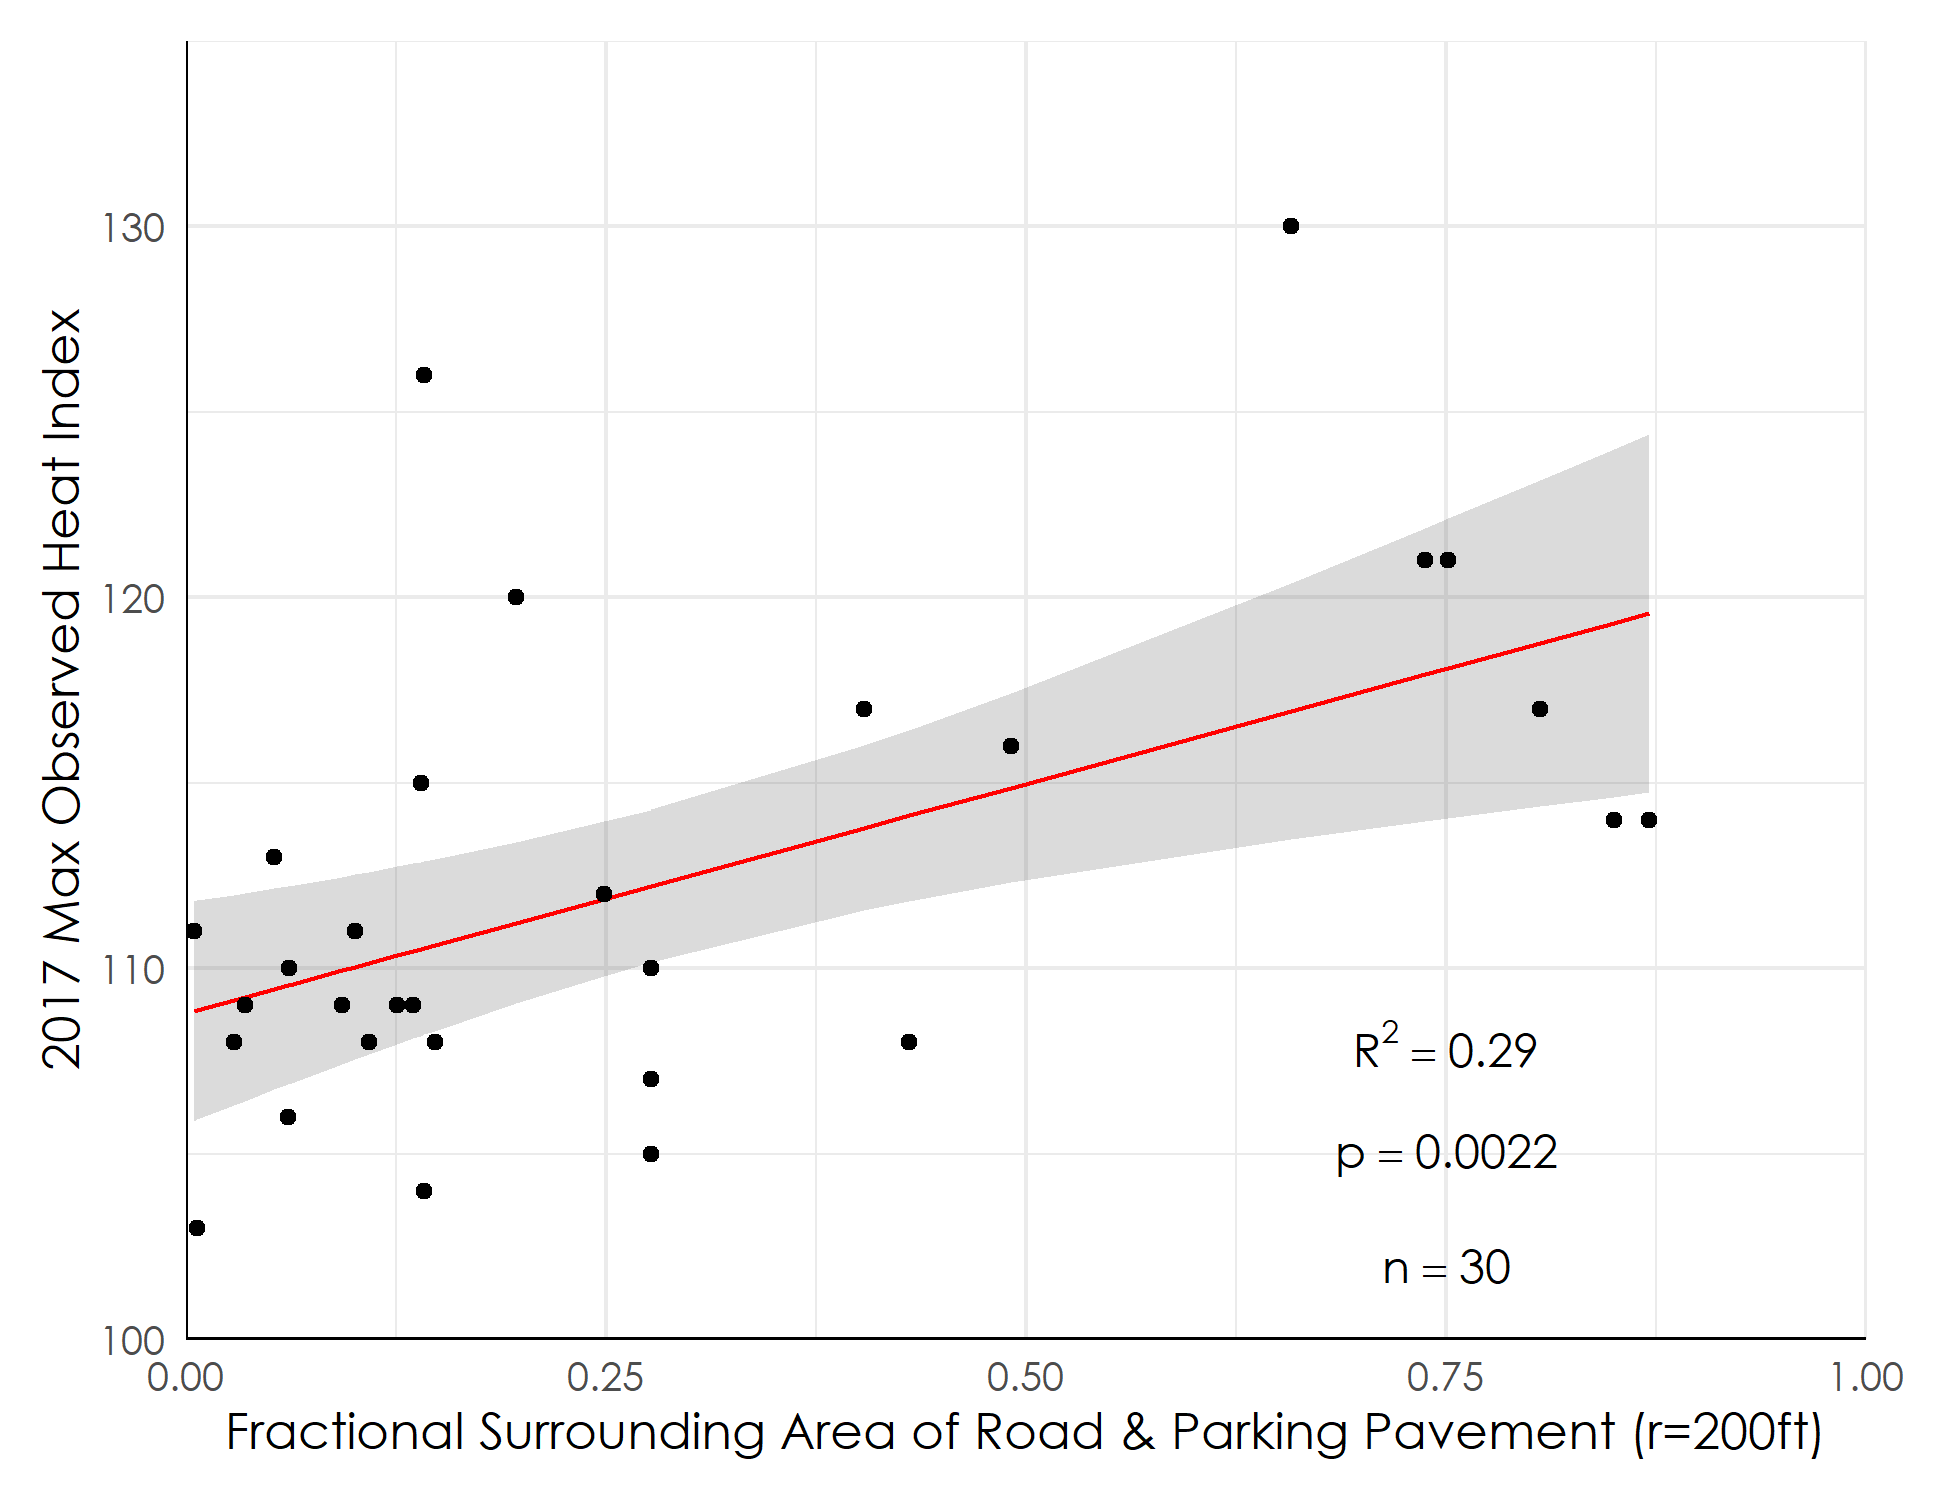 2017 Max Observed Heat Index
130
120
110
100
R² = 0.29
p = 0.0022
n = 30
0.00 0.25 0.50 0.75 1.00
Fractional Surrounding Area of Road & Parking Pavement (r=200ft)